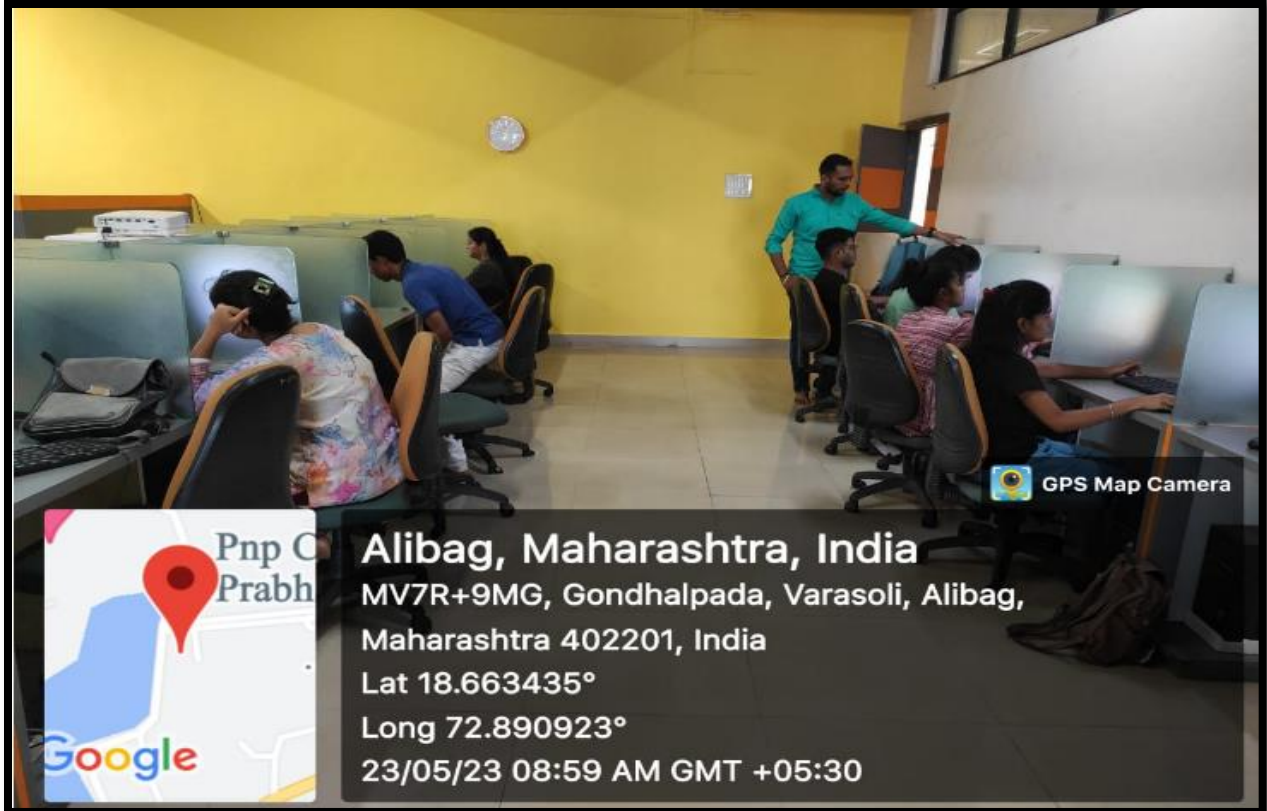 GPS Map Camera
Pnp C
Prabh
Google
Alibag, Maharashtra, India
MV7R+9MG, Gondhalpada, Varasoli, Alibag,
Maharashtra 402201, India
Lat 18.663435°
Long 72.890923°
23/05/23 08:59 AM GMT +05:30